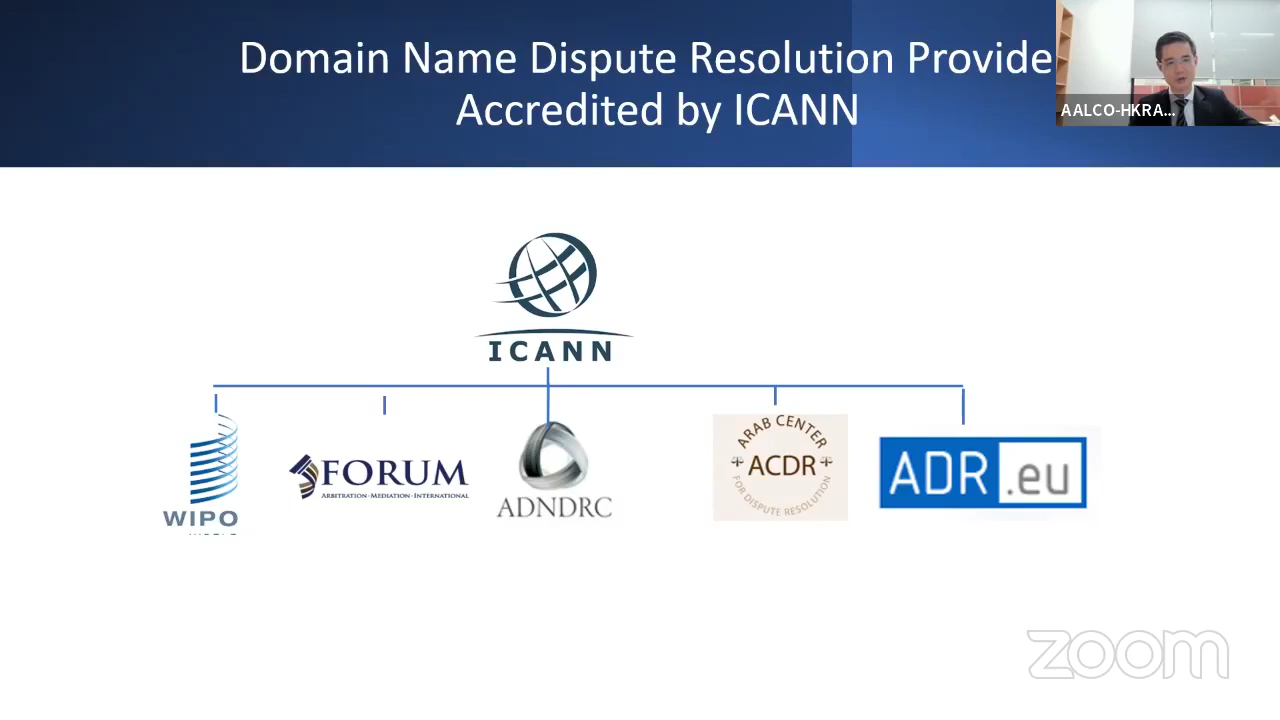 Domain Name Dispute Resolution Provide
Accredited by ICANN
AALCO-HKRA...
ICANN
WIPO
FORUM
ARBITRATION · MEDIATION · INTERNATIONAL
ADNDRC
ARAB CENTER
ACDR
FOR DISPUTE RESOLUTION
ADR.eu
zoom